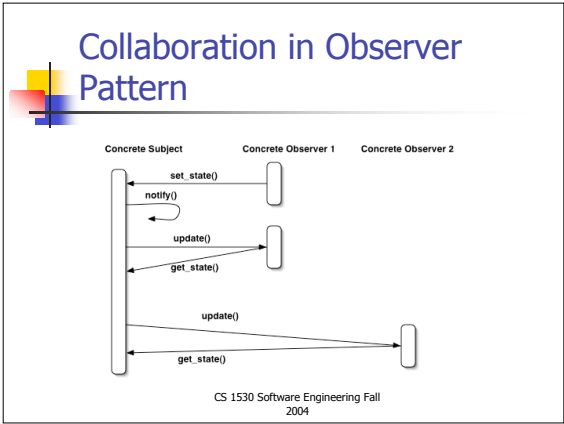 Collaboration in Observer
Pattern
Concrete Subject Concrete Observer 1 Concrete Observer 2
set_state()
notify()
update()
get_state()
update()
get_state()
CS 1530 Software Engineering Fall
2004